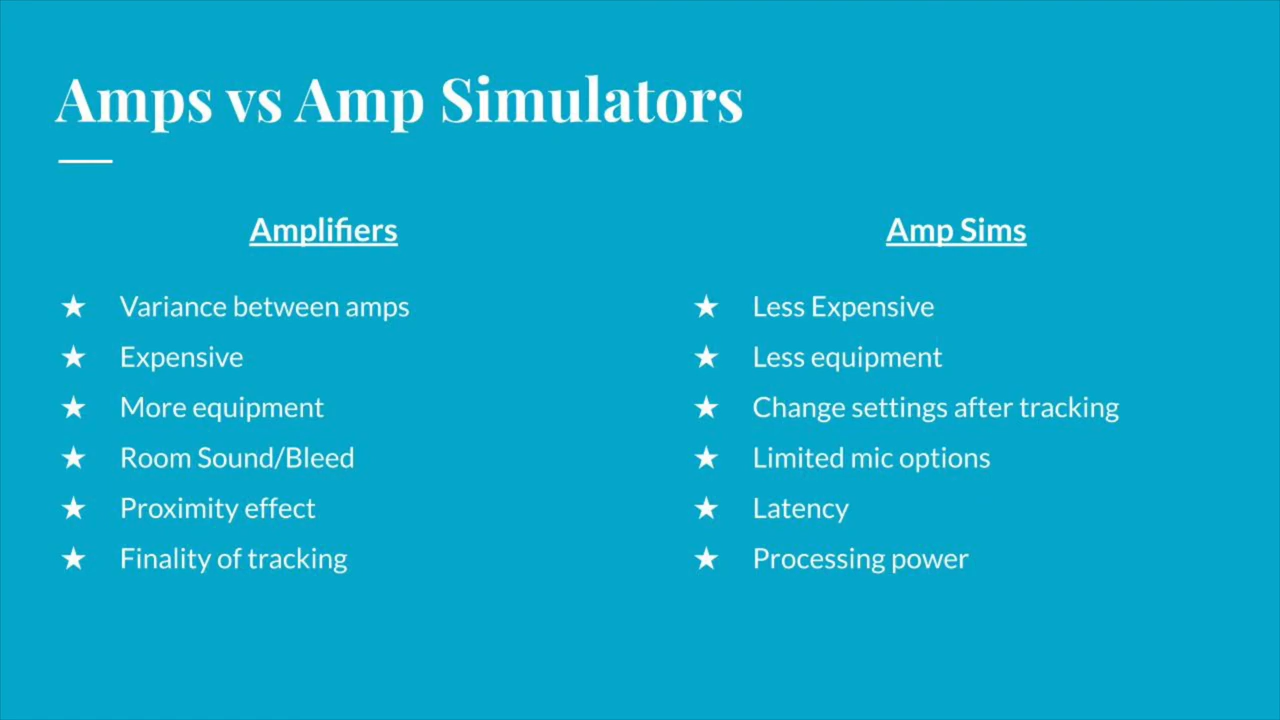 Amps vs Amp Simulators
Amplifiers
★ Variance between amps
★ Expensive
★ More equipment
★ Room Sound/Bleed
★ Proximity effect
★ Finality of tracking
Amp Sims
★ Less Expensive
★ Less equipment
★ Change settings after tracking
★ Limited mic options
★ Latency
★ Processing power